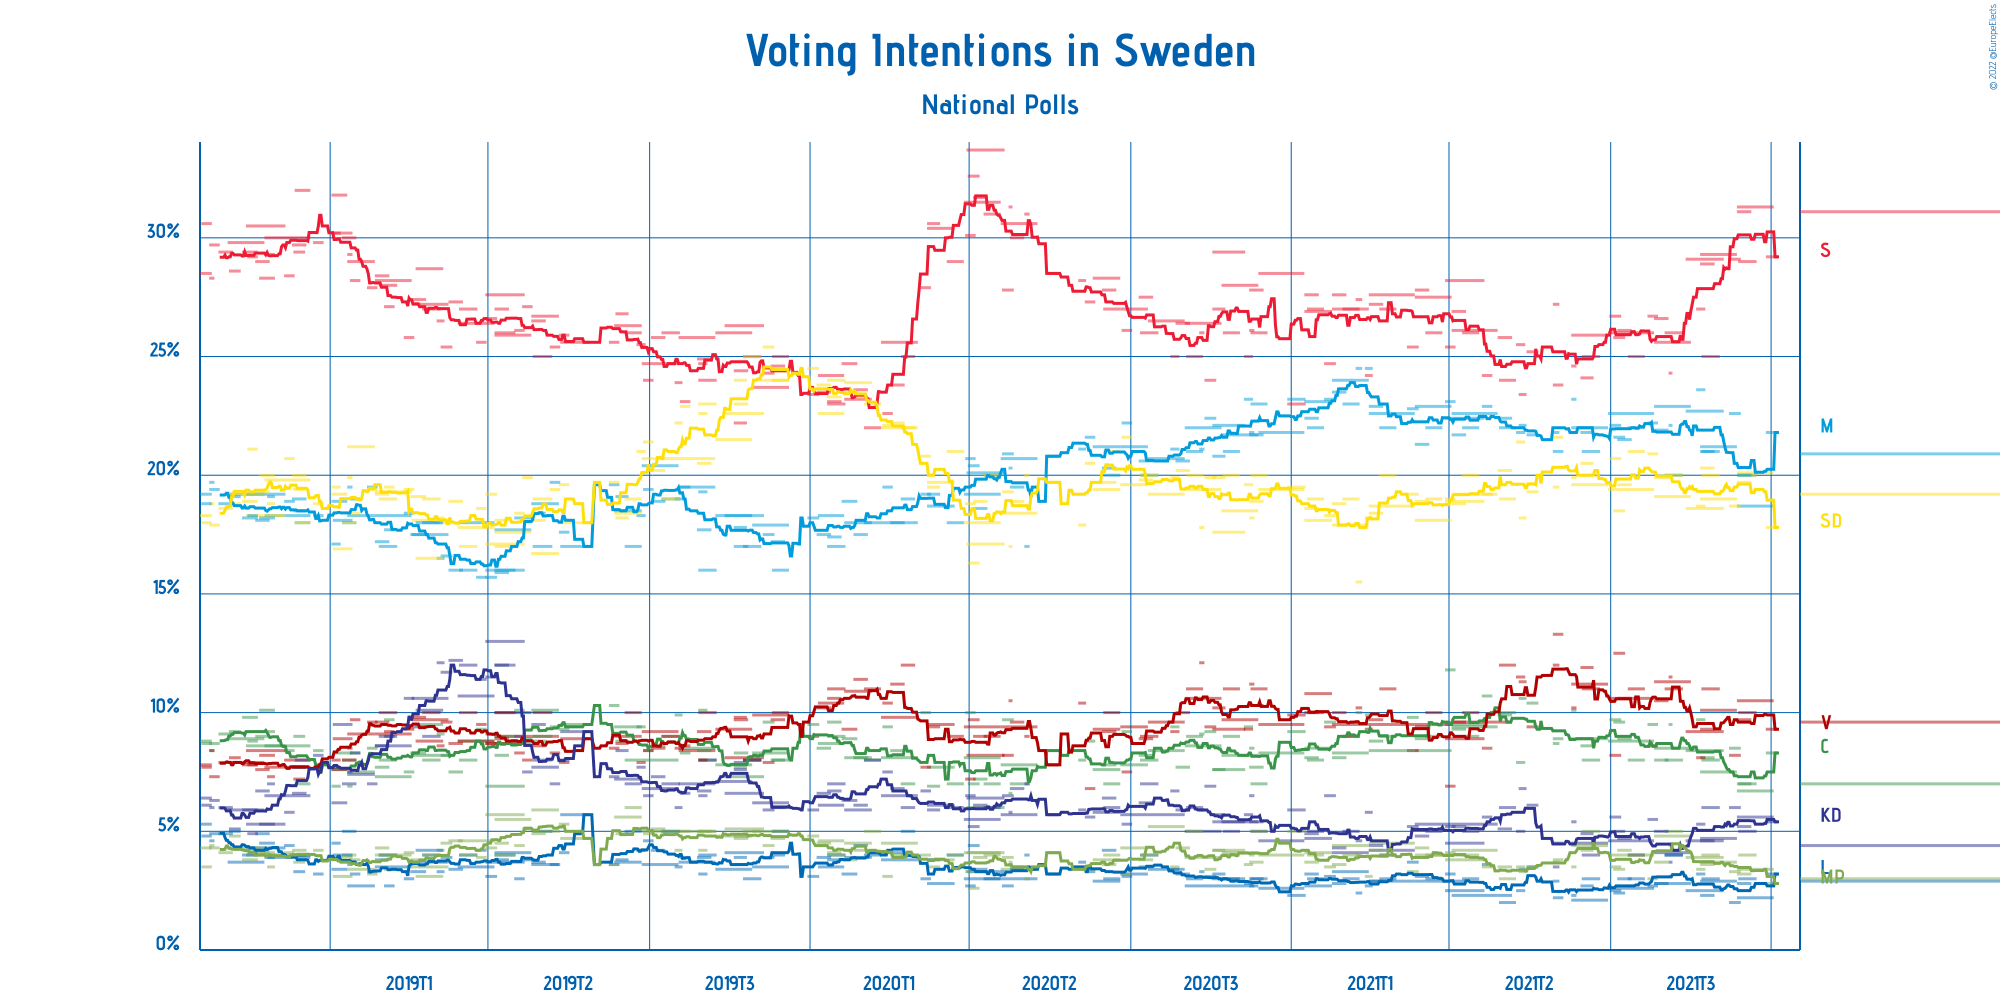 © 2022 @EuropeElects
Voting Intentions in Sweden
National Polls
30%
25%
20%
15%
10%
5%
0%
S
M
SD
V
C
KD
L
MP
2019T1
2019T2
2019T3
2020T1
2020T2
2020T3
2021T1
2021T2
2021T3